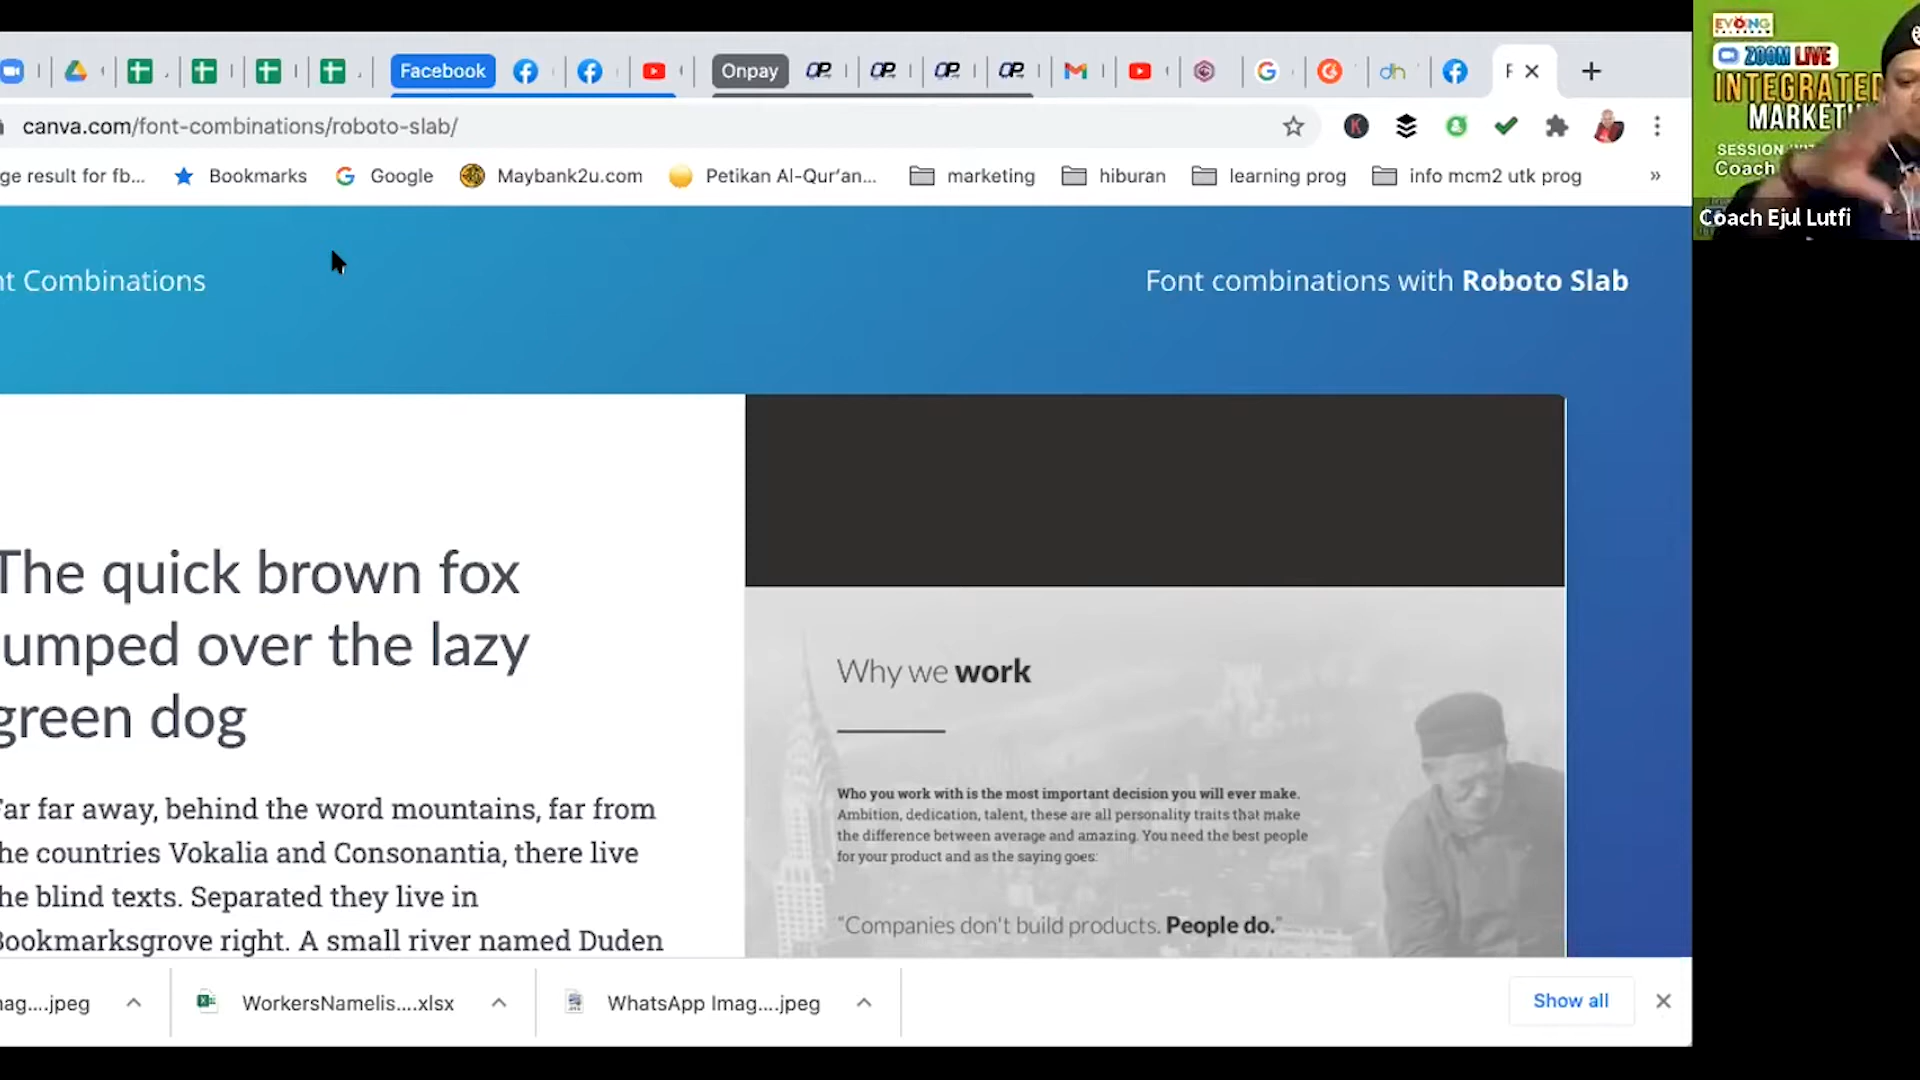 Facebook
Onpay
F
canva.com/font-combinations/roboto-slab/
ge result for fb...
Bookmarks
Google
Maybank2u.com
Petikan Al-Qur'an...
marketing
hiburan
learning prog
info mcm2 utk prog
»
nt Combinations
Font combinations with Roboto Slab
The quick brown fox
umped over the lazy
green dog
Far far away, behind the word mountains, far from
he countries Vokalia and Consonantia, there live
he blind texts. Separated they live in
Bookmarksgrove right. A small river named Duden
Why we work
Who you work with is the most important decision you will ever make.
Ambition, dedication, talent, these are all personality traits that make
the difference between average and amazing. You need the best people
for your product and as the saying goes:
"Companies don't build products. People do."
ag....jpeg
WorkersNamelis....xlsx
WhatsApp Imag....jpeg
Show all
EVONG
ZOOM LIVE
INTEGRATED
MARKETI
SESSION
Coach
Coach Ejul Lutfi